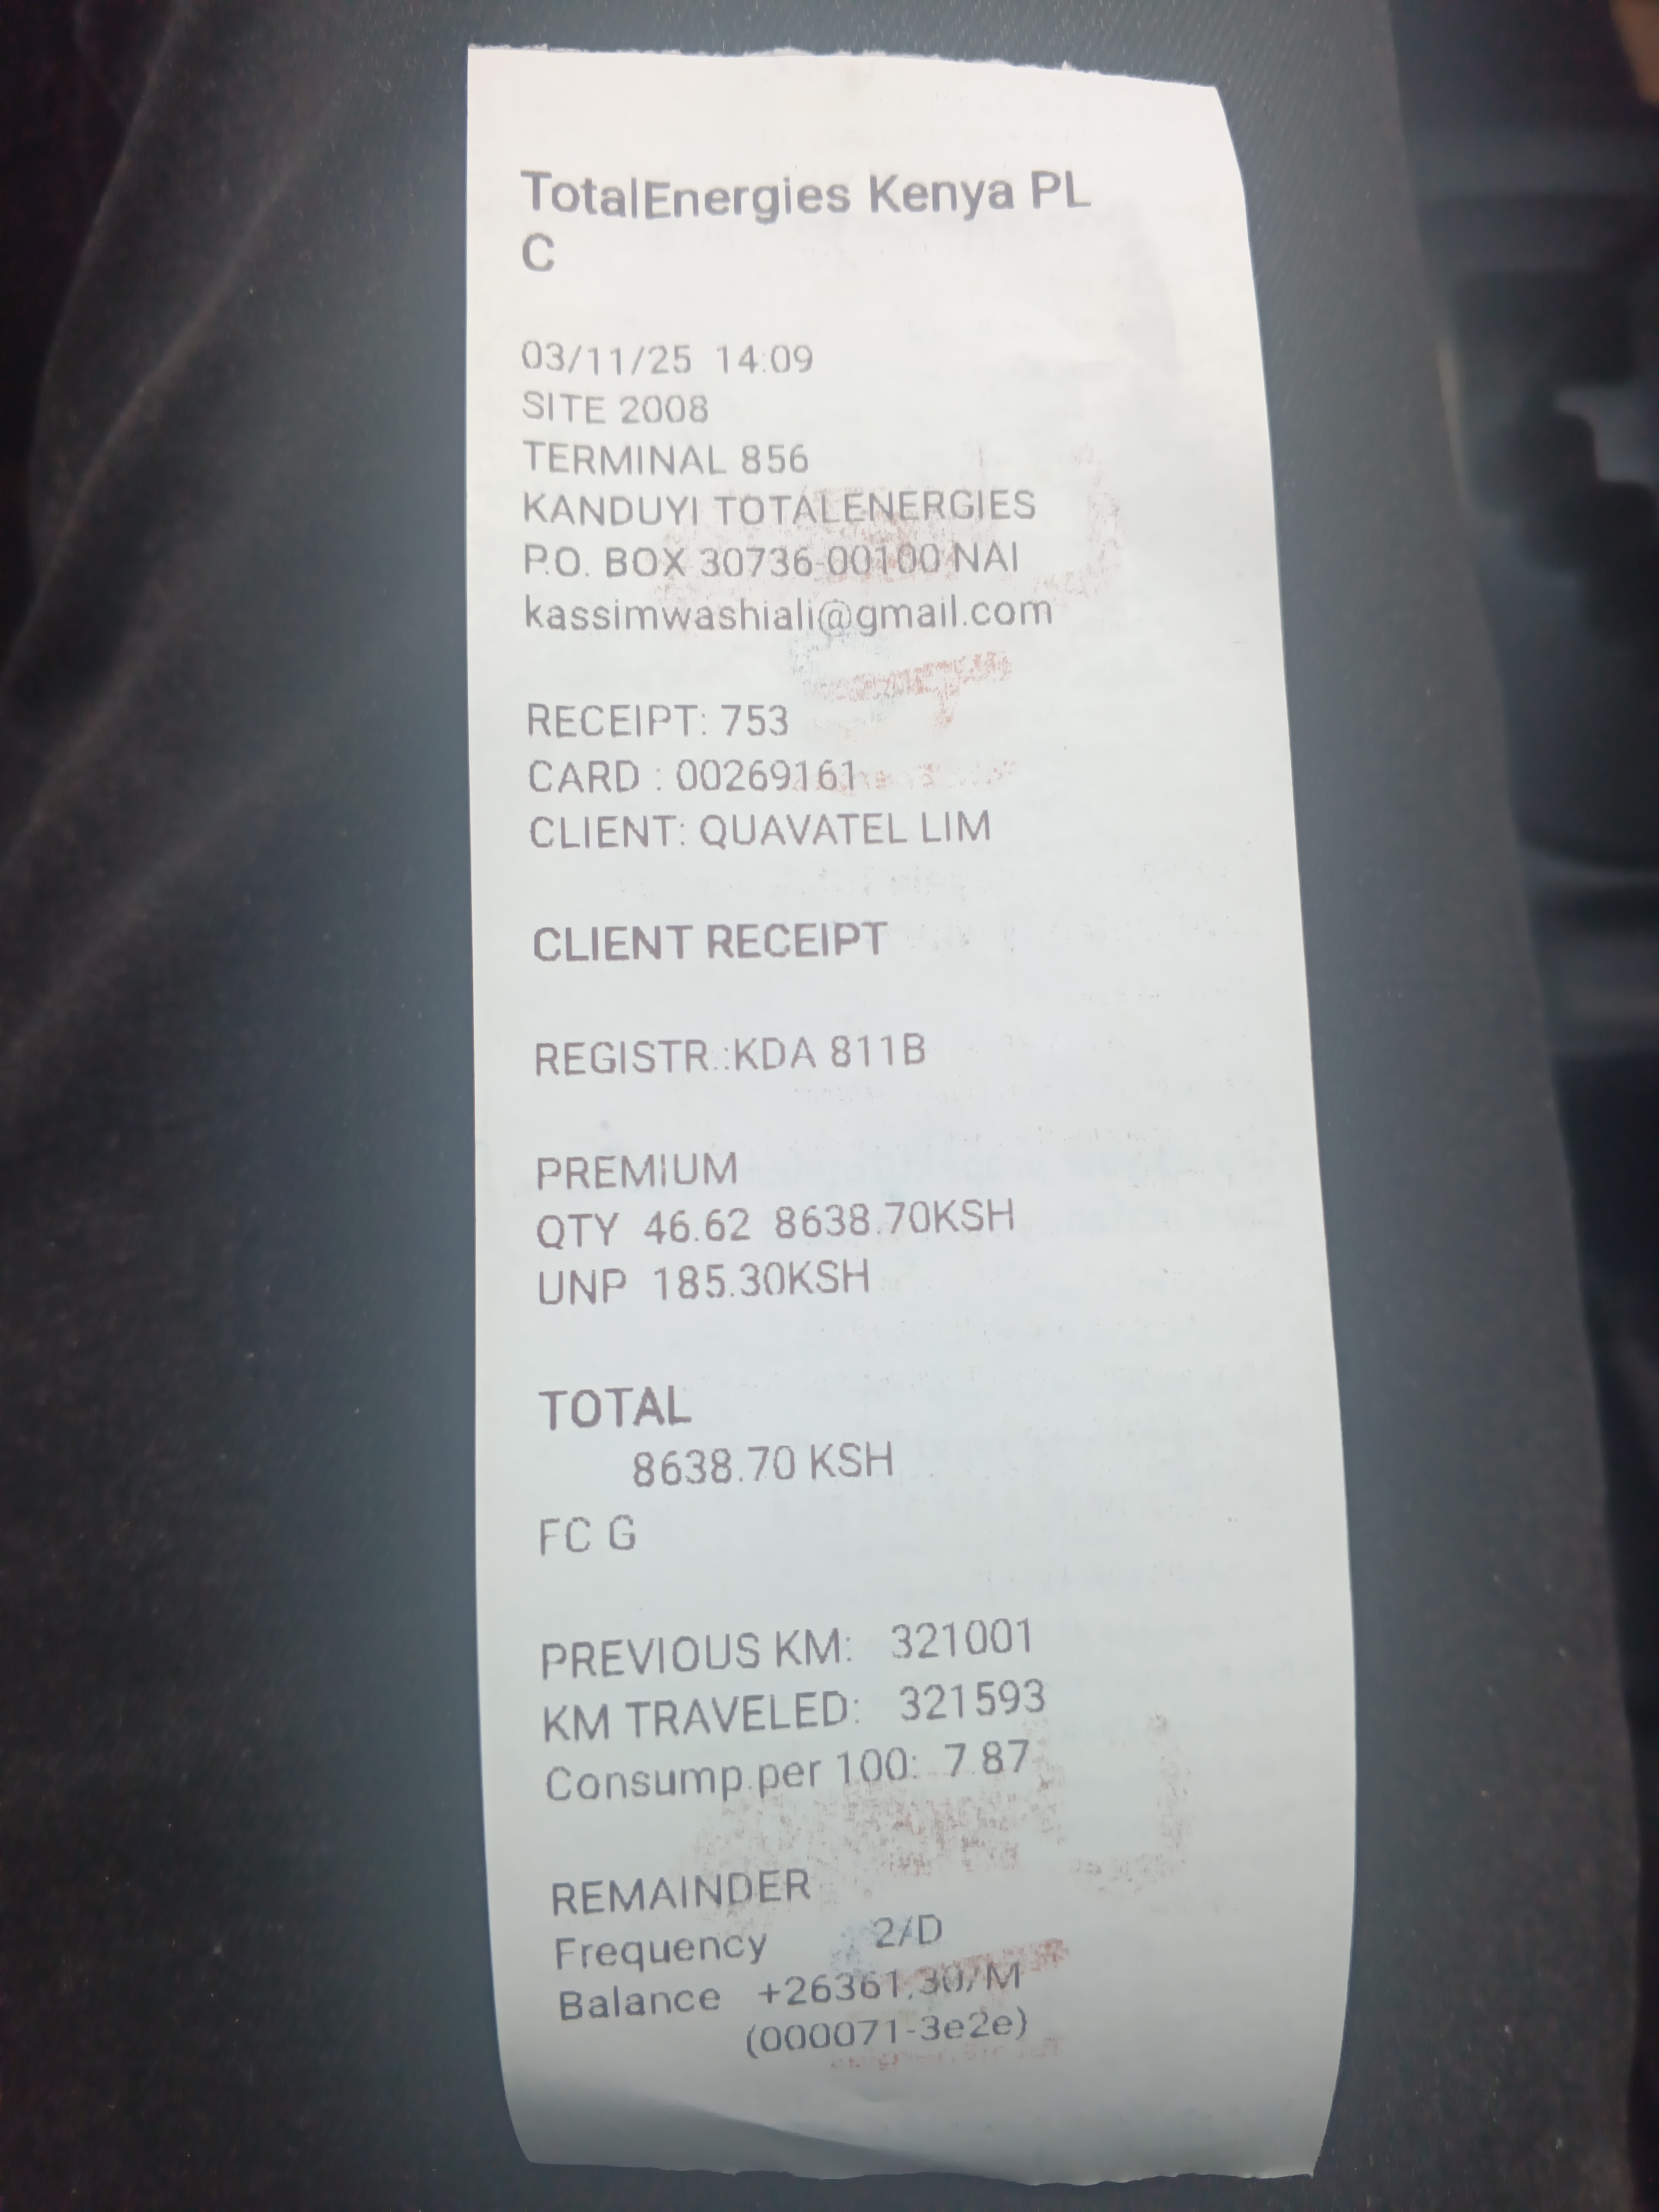 TotalEnergies Kenya PL
C
03/11/25 14:09
SITE 2008
TERMINAL 856
KANDUYI TOTALENERGIES
P.O. BOX 30736-00100 NAI
kassimwashiali@gmail.com
RECEIPT: 753
CARD : 00269161
CLIENT: QUAVATEL LIM
CLIENT RECEIPT
REGISTR.:KDA 811B
PREMIUM
QTY 46.62 8638.70KSH
UNP 185.30KSH
TOTAL
8638.70 KSH
FC G
PREVIOUS KM: 321001
KM TRAVELED: 321593
Consump.per 100: 7.87
REMAINDER
Frequency 2/D
Balance +26361.30/M
(000071-3e2e)